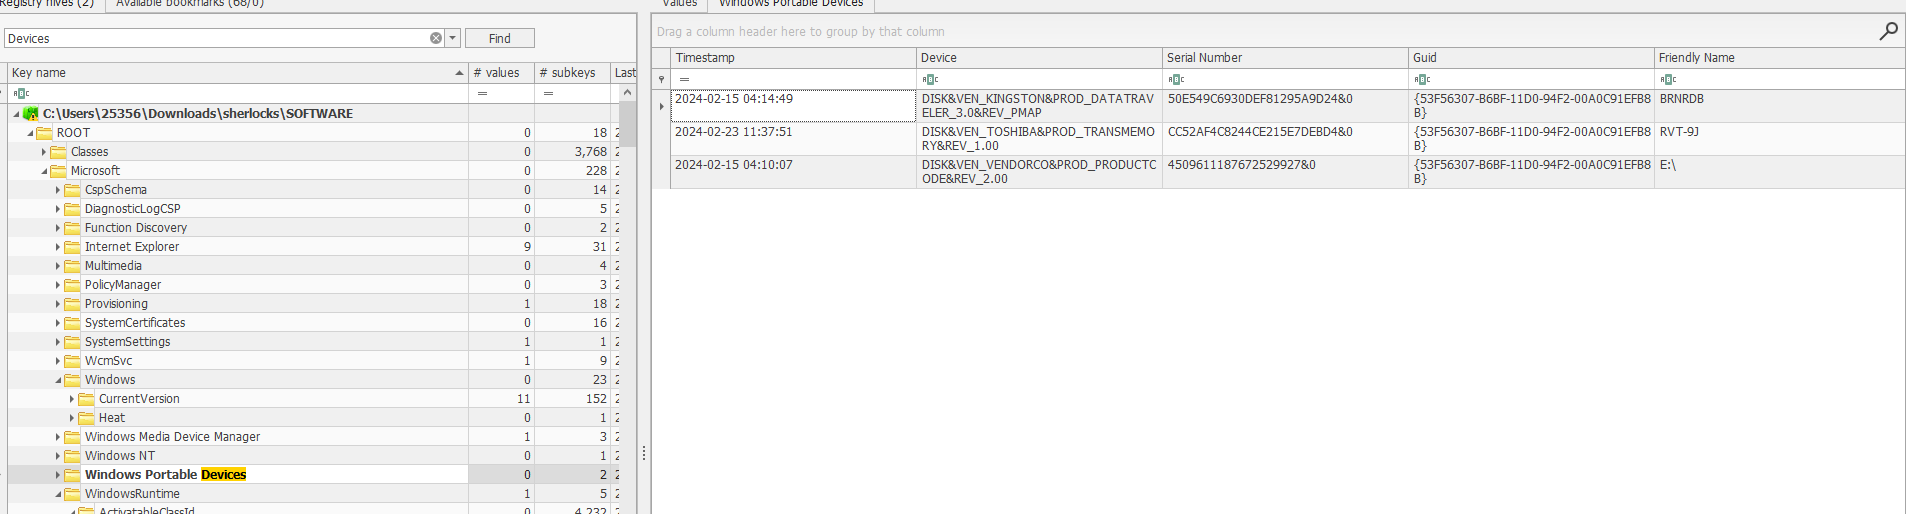 Registry hives (2) Available bookmarks (68/0)
Devices Find
Key name # values # subkeys Last
= =
C:\Users\25356\Downloads\sherlocks\SOFTWARE
ROOT 0 18 2
Classes 0 3,768 2
Microsoft 0 228 2
CspSchema 0 14 2
DiagnosticLogCSP 0 5 2
Function Discovery 0 2 2
Internet Explorer 9 31 2
Multimedia 0 4 2
PolicyManager 0 3 2
Provisioning 1 18 2
SystemCertificates 0 16 2
SystemSettings 1 1 2
WcmSvc 1 9 2
Windows 0 23 2
CurrentVersion 11 152 2
Heat 0 1 2
Windows Media Device Manager 1 3 2
Windows NT 0 1 2
Windows Portable Devices 0 2 2
WindowsRuntime 1 5 2
ActivatableClassId 0 4,232 2
Values Windows Portable Devices
Drag a column header here to group by that column
Timestamp Device Serial Number Guid Friendly Name
=
2024-02-15 04:14:49 DISK&VEN_KINGSTON&PROD_DATATRAV 50E549C6930DEF81295A9D24&0 {53F56307-B6BF-11D0-94F2-00A0C91EFB8 BRNRDB
ELER_3.0&REV_PMAP B}
2024-02-23 11:37:51 DISK&VEN_TOSHIBA&PROD_TRANSMEMO CC52AF4C8244CE215E7DEBD4&0 {53F56307-B6BF-11D0-94F2-00A0C91EFB8 RVT-9J
RY&REV_1.00 B}
2024-02-15 04:10:07 DISK&VEN_VENDORCO&PROD_PRODUCTC 4509611187672529927&0 {53F56307-B6BF-11D0-94F2-00A0C91EFB8 E:\
ODE&REV_2.00 B}